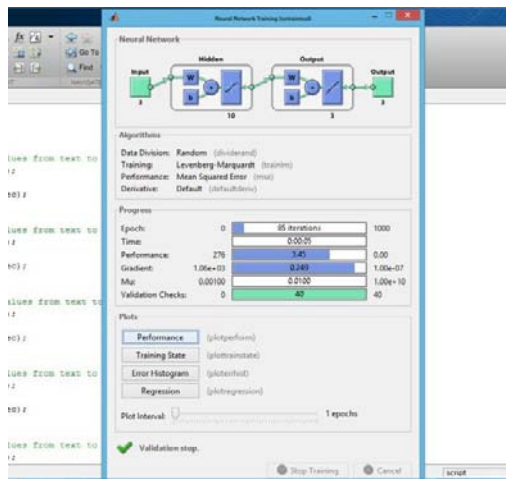 Neural Network Training (nntraintool)
Go To
Find
Neural Network
Hidden
Output
Input
Output
W
b
W
b
3
10
3
3
Algorithms
Data Division: Random (dividerand)
Training: Levenberg-Marquardt (trainlm)
Performance: Mean Squared Error (mse)
Derivative: Default (defaultderiv)
Progress
Epoch: 0 85 iterations 1000
Time: 0:00:05
Performance: 276 3.45 0.00
Gradient: 1.06e+03 0.249 1.00e-07
Mu: 0.00100 0.0100 1.00e+10
Validation Checks: 0 40 40
Plots
Performance (plotperform)
Training State (plottrainstate)
Error Histogram (ploterrhist)
Regression (plotregression)
Plot Interval: 1 epochs
Validation stop.
Stop Training Cancel
lues from text to
lues from text to
alues from text to
lues from text to
lues from text to
script